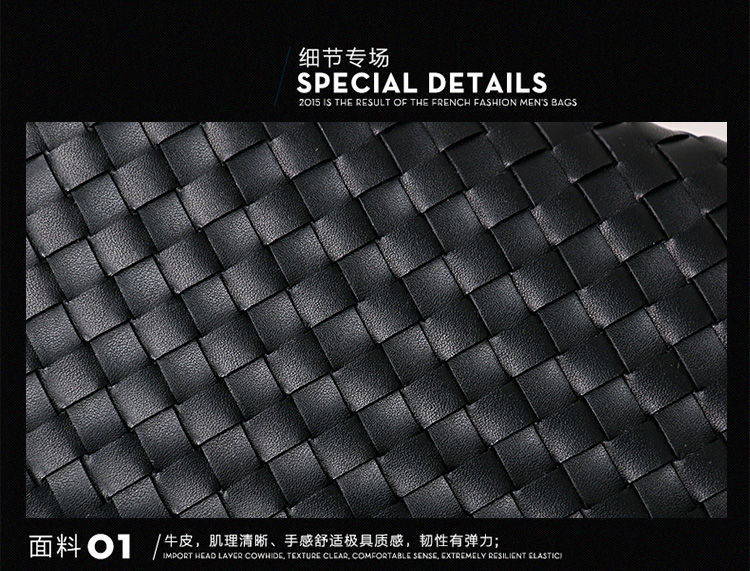 细节专场
SPECIAL DETAILS
2015 IS THE RESULT OF THE FRENCH FASHION MEN'S BAGS
面料 01
牛皮，肌理清晰、手感舒适极具质感，韧性有弹力；
IMPORT HEAD LAYER COWHIDE, TEXTURE CLEAR, COMFORTABLE SENSE, EXTREMELY RESILIENT ELASTIC!